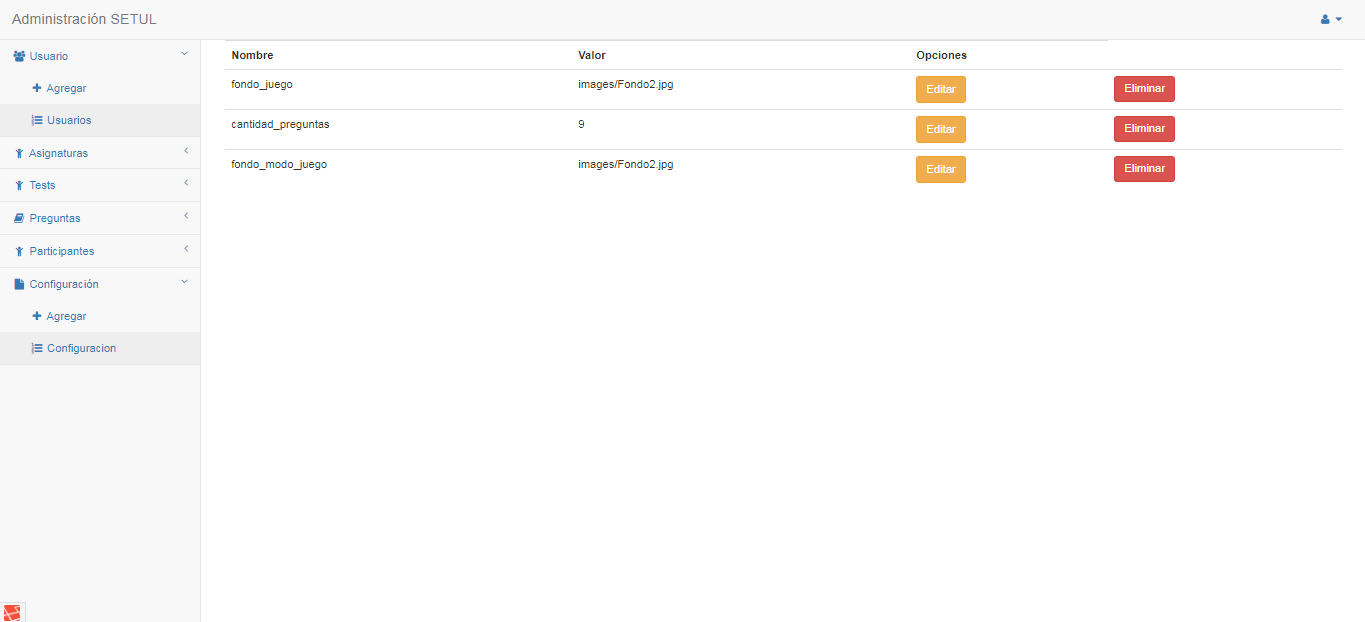 Administración SETUL
Usuario
Agregar
Usuarios
Asignaturas
Tests
Preguntas
Participantes
Configuración
Agregar
Configuracion
Nombre Valor Opciones
fondo_juego images/Fondo2.jpg Editar Eliminar
cantidad_preguntas 9 Editar Eliminar
fondo_modo_juego images/Fondo2.jpg Editar Eliminar